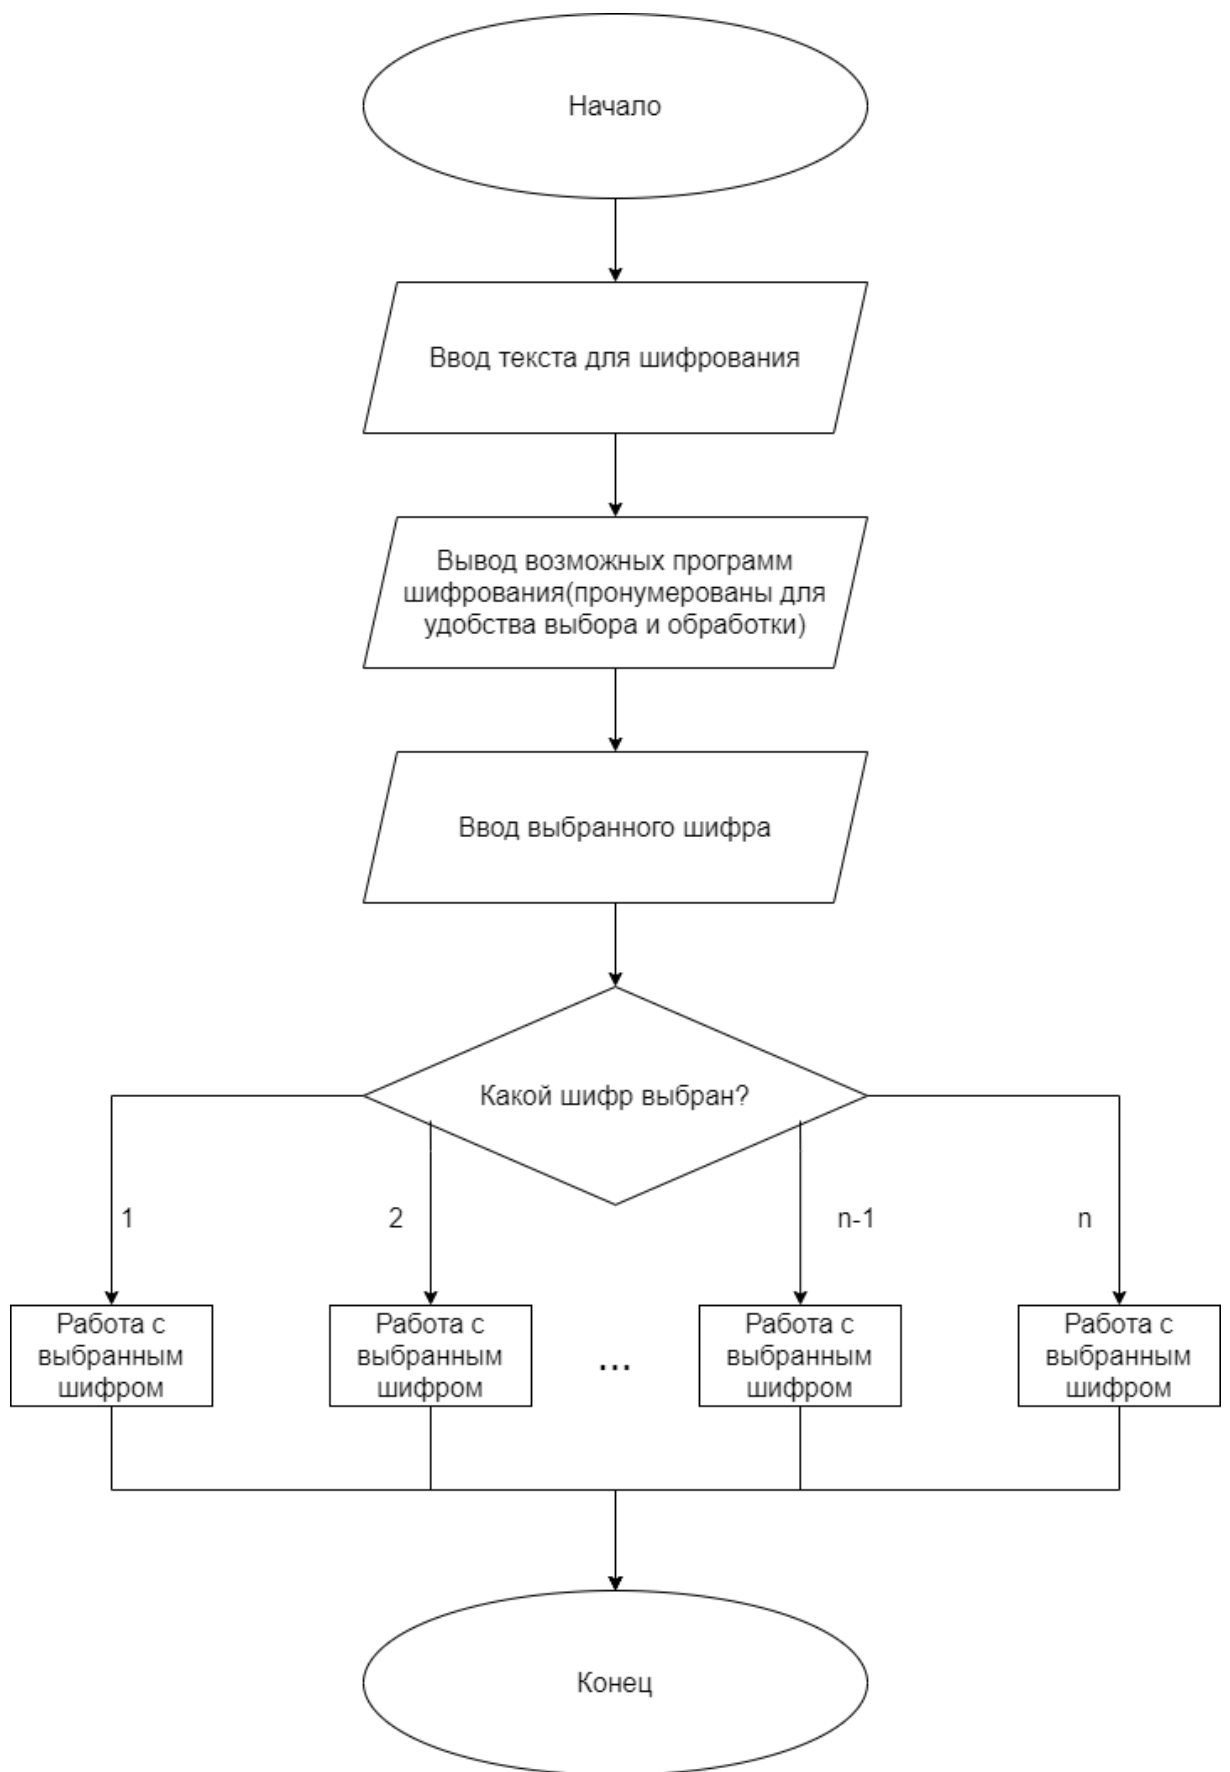 Начало
Ввод текста для шифрования
Вывод возможных программ
шифрования(пронумерованы для
удобства выбора и обработки)
Ввод выбранного шифра
Какой шифр выбран?
1
2
n-1
n
Работа с
выбранным
шифром
Работа с
выбранным
шифром
...
Работа с
выбранным
шифром
Работа с
выбранным
шифром
Конец